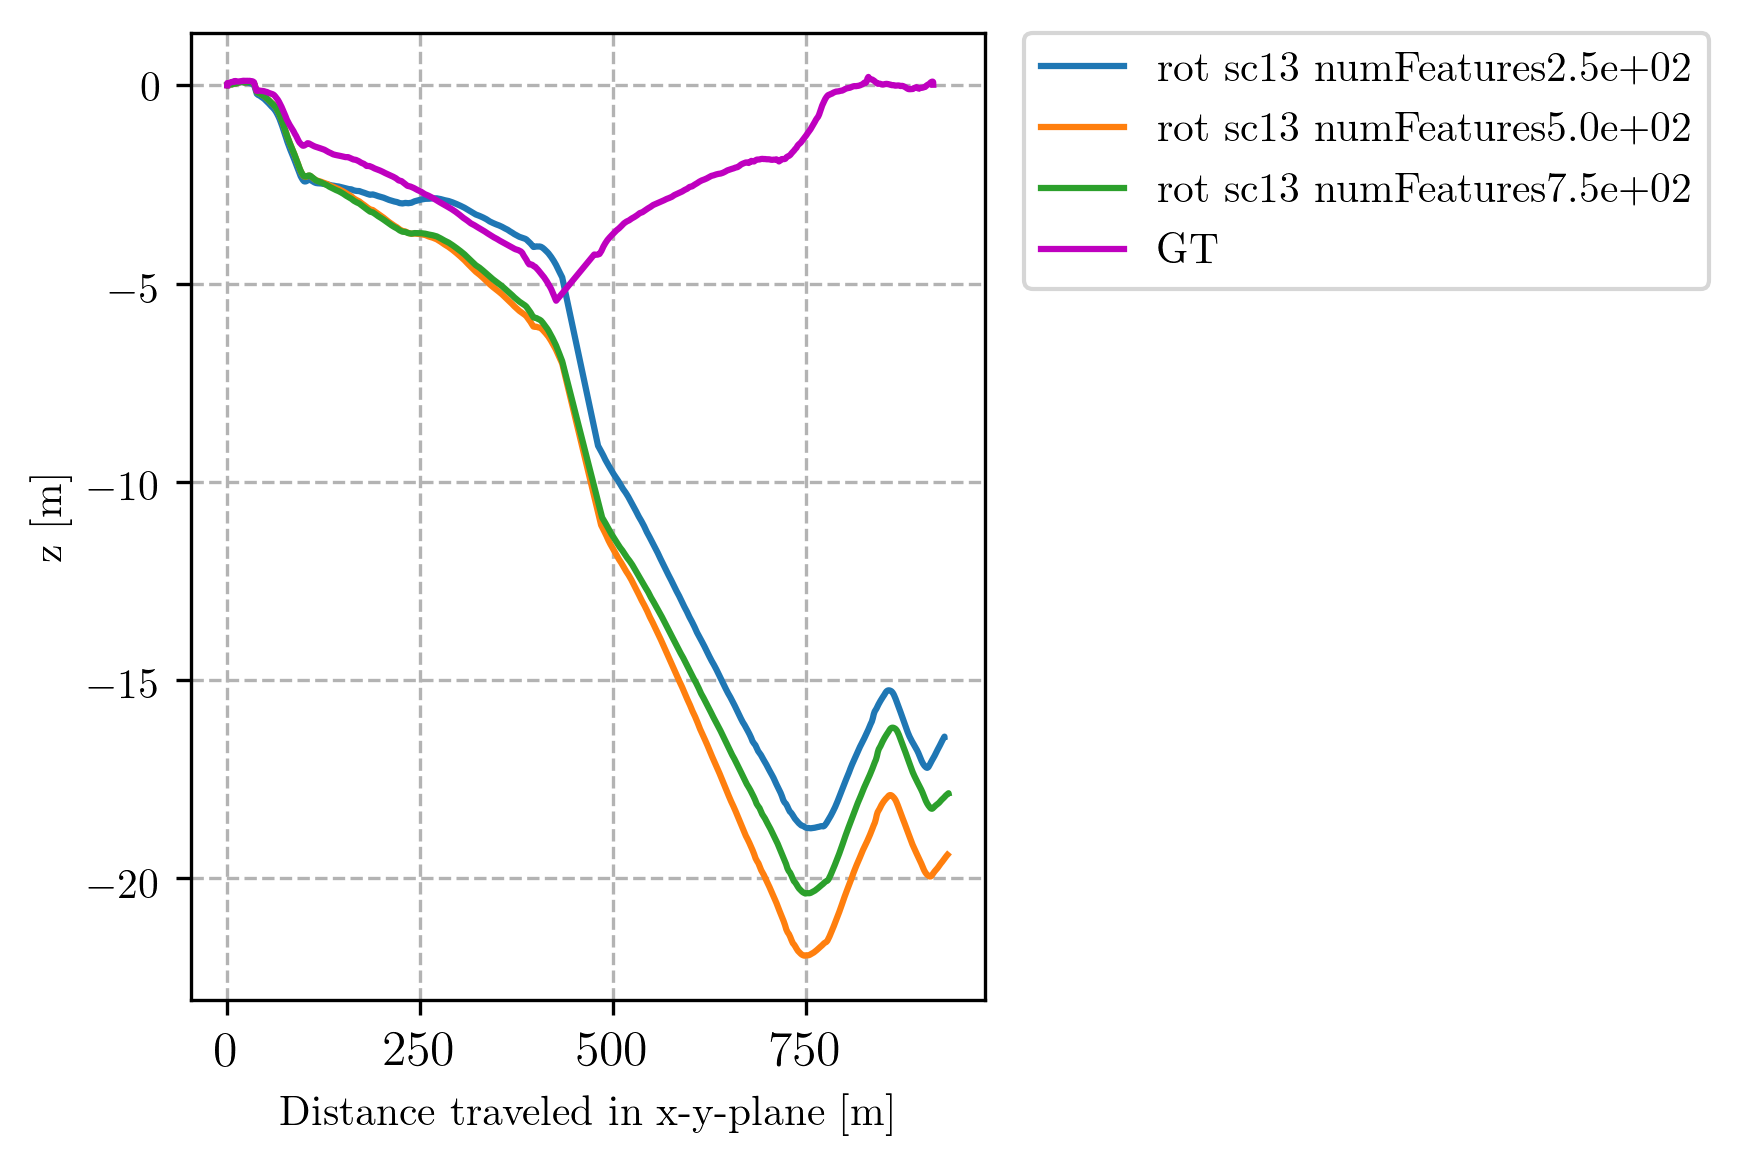 rot sc13 numFeatures2.5e+02
rot sc13 numFeatures5.0e+02
rot sc13 numFeatures7.5e+02
GT
z [m]
0
−5
−10
−15
−20
0 250 500 750
Distance traveled in x-y-plane [m]